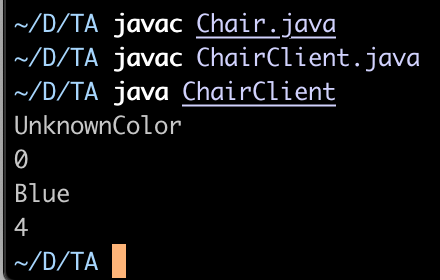 ~/D/TA javac Chair.java
~/D/TA javac ChairClient.java
~/D/TA java ChairClient
UnknownColor
0
Blue
4
~/D/TA